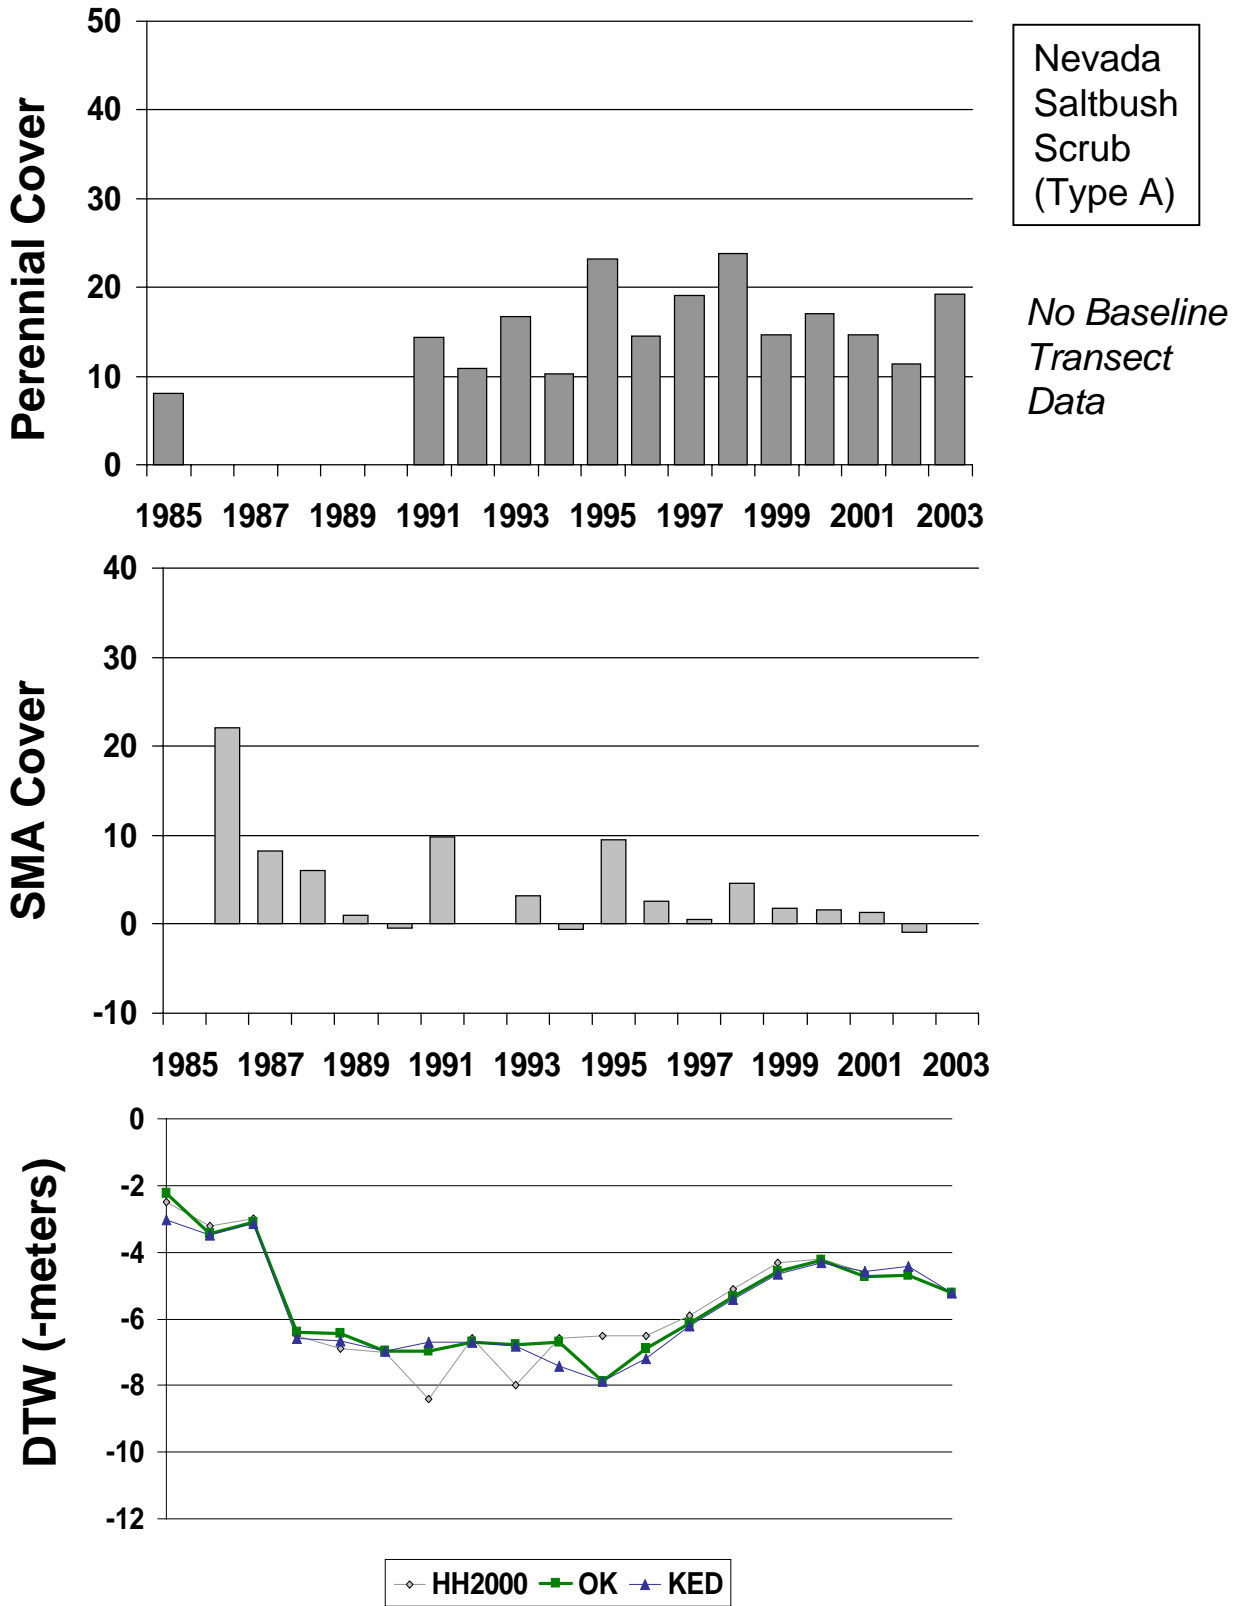 50
40
30
20
10
0
Perennial Cover
1985 1987 1989 1991 1993 1995 1997 1999 2001 2003
Nevada
Saltbush
Scrub
(Type A)
No Baseline
Transect
Data
40
30
20
10
0
-10
SMA Cover
1985 1987 1989 1991 1993 1995 1997 1999 2001 2003
0
-2
-4
-6
-8
-10
-12
DTW (-meters)
HH2000 OK KED